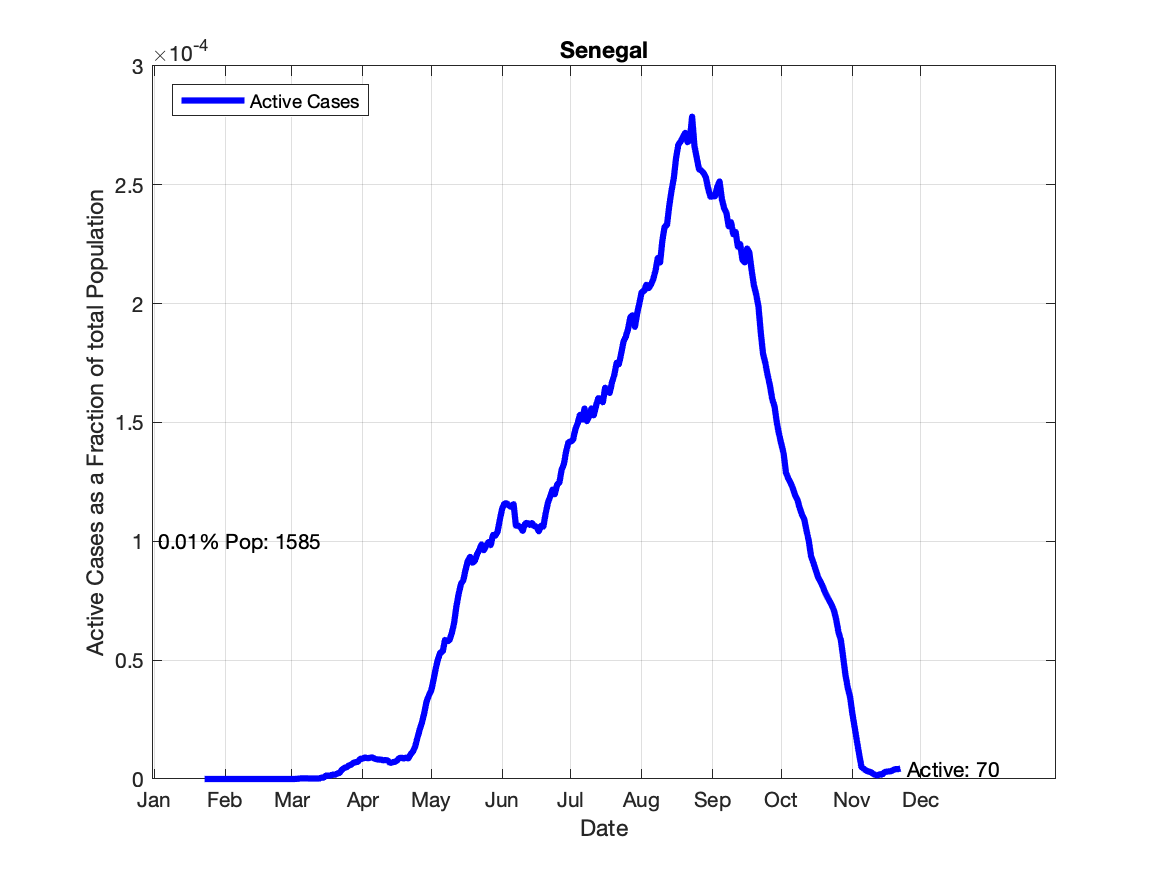 Senegal
×10-4
Active Cases
3
2.5
2
1.5
1
0.5
0
0.01% Pop: 1585
Active: 70
Active Cases as a Fraction of total Population
Jan Feb Mar Apr May Jun Jul Aug Sep Oct Nov Dec
Date